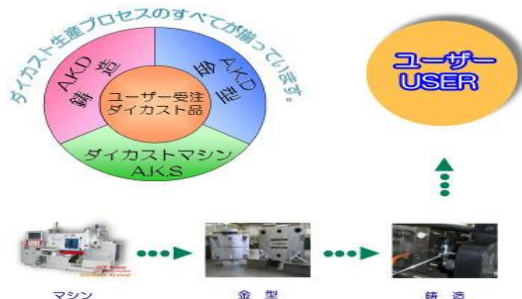 ダイカスト生産プロセスのすべてが揃っています。
A.K.D
鋳造
A.K.D
金型
ユーザー受注
ダイカスト品
ダイカストマシン
A.K.S
ユーザー
USER
マシン
金 型
鋳 造